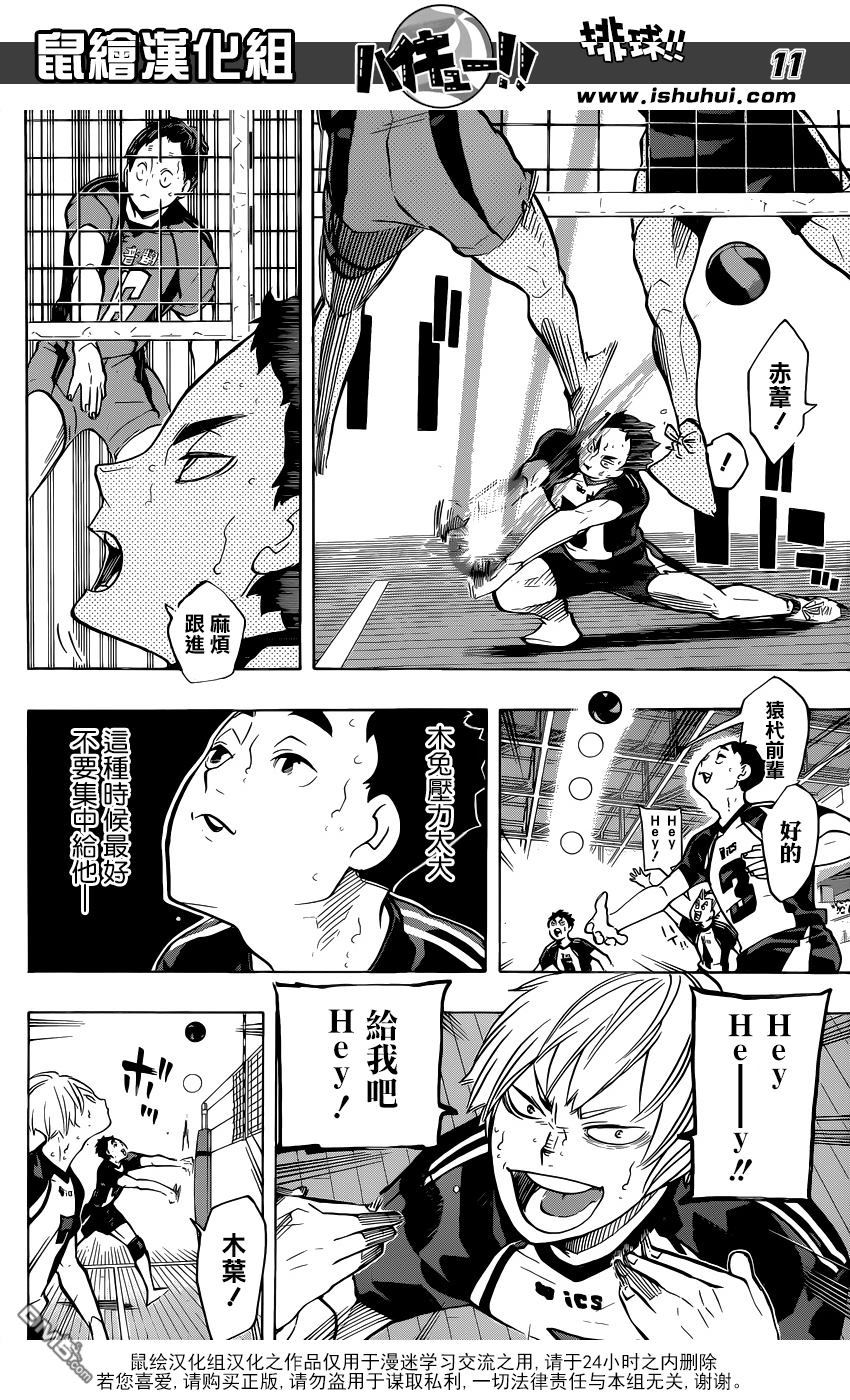 鼠繪漢化組
ハイキュー!!
排球!!
11
www.ishuhui.com
赤葦！
！
麻煩
跟進
猿杙前輩
好的
Hey
Hey！
木兔壓力太大
這種時候最好
不要集中給他—
Hey
He—y!!
給我吧
Hey！
ics
木葉！
鼠绘汉化组汉化之作品仅用于漫迷学习交流之用, 请于24小时之内删除
若您喜爱, 请购买正版, 请勿盗用于谋取私利, 一切法律责任与本组无关, 谢谢。